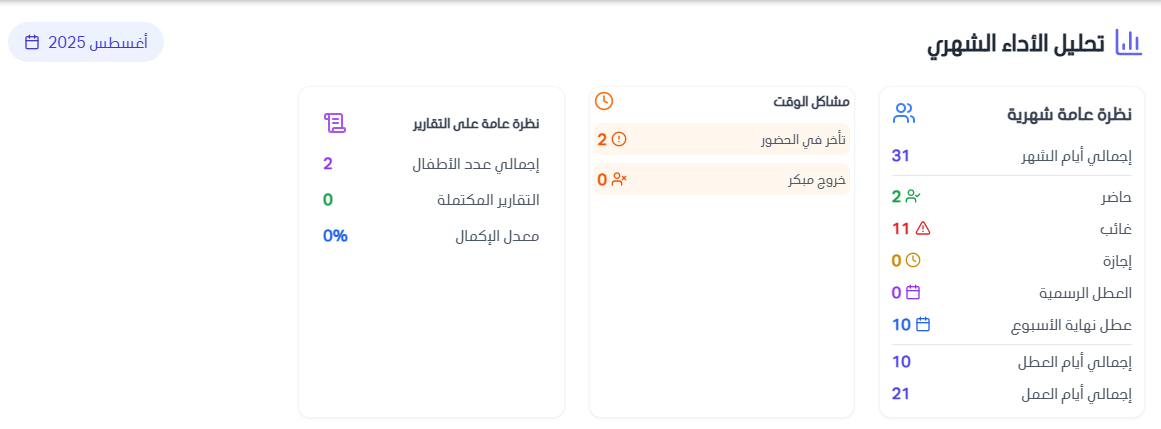 تحليل الأداء الشهري
أغسطس 2025
نظرة عامة شهرية
إجمالي أيام الشهر 31
حاضر 2
غائب 11
إجازة 0
العطل الرسمية 0
عطل نهاية الأسبوع 10
إجمالي أيام العطل 10
إجمالي أيام العمل 21
مشاكل الوقت
تأخر في الحضور 2
خروج مبكر 0
نظرة عامة على التقارير
إجمالي عدد الأطفال 2
التقارير المكتملة 0
معدل الإكمال 0%